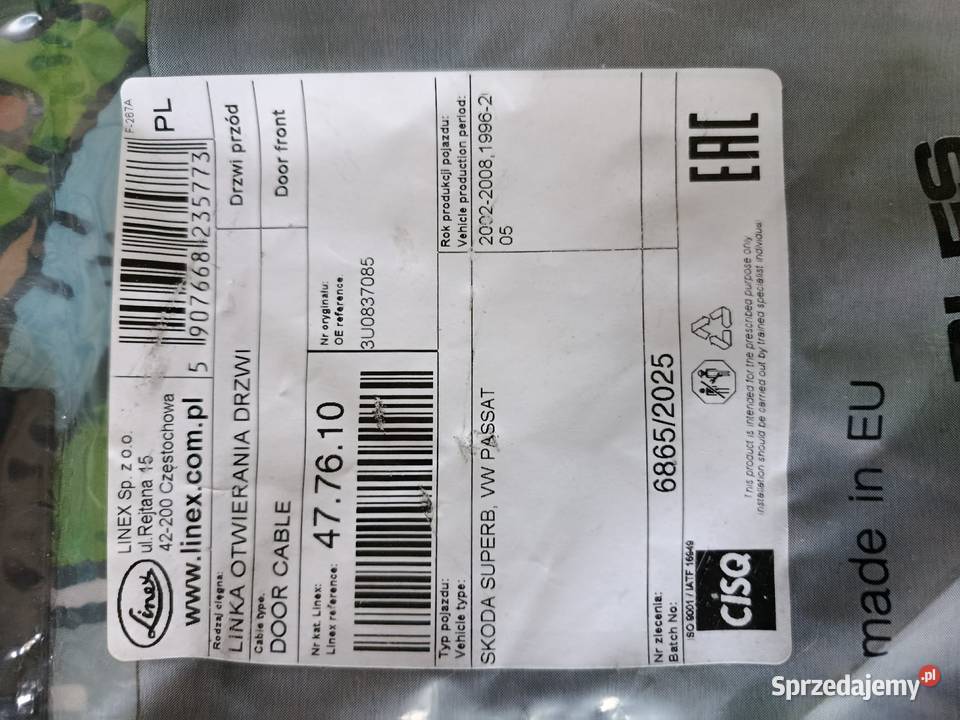 F-267A
Linex
LINEX Sp. z o.o.
ul.Rejtana 15
42-200 Częstochowa
www.linex.com.pl
5 907668 235773
PL
Rodzaj cięgna:
LINKA OTWIERANIA DRZWI
Drzwi przód
Cable type.
DOOR CABLE
Door front
Nr kat. Linex:
Linex reference:
47.76.10
Nr oryginału:
OE reference.
3U0837085
Typ pojazdu:
Vehicle type:
Rok produkcji pojazdu:
Vehicle production period:
SKODA SUPERB, VW PASSAT
2002-2008,1996-2
05
Nr zlecenia:
Batch No:
6865/2025
ISO 9001 / IATF 16949
cisq
This product is intended for the prescribed purpose only,
installation should be carried out by trained specialist individual
EAC
made in EU
Sprzedajemy.pl